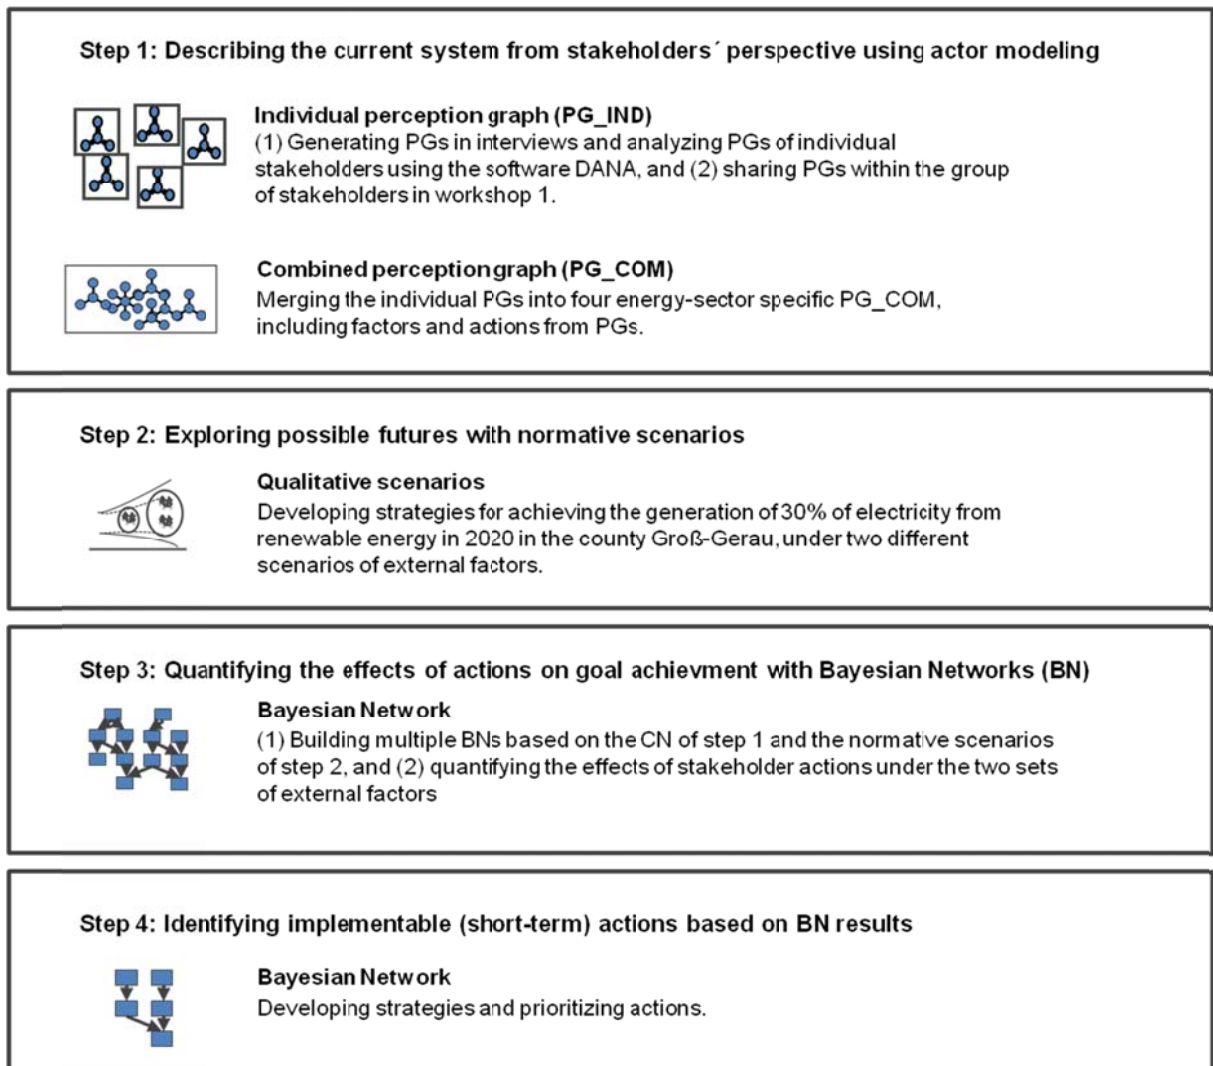 Step 1: Describing the current system from stakeholders´ perspective using actor modeling
Individual perception graph (PG_IND)
(1) Generating PGs in interviews and analyzing PGs of individual
stakeholders using the software DANA, and (2) sharing PGs within the group
of stakeholders in workshop 1.
Combined perception graph (PG_COM)
Merging the individual PGs into four energy-sector specific PG_COM,
including factors and actions from PGs.
Step 2: Exploring possible futures with normative scenarios
Qualitative scenarios
Developing strategies for achieving the generation of 30% of electricity from
renewable energy in 2020 in the county Groß-Gerau, under two different
scenarios of external factors.
Step 3: Quantifying the effects of actions on goal achievment with Bayesian Networks (BN)
Bayesian Network
(1) Building multiple BNs based on the CN of step 1 and the normative scenarios
of step 2, and (2) quantifying the effects of stakeholder actions under the two sets
of external factors
Step 4: Identifying implementable (short-term) actions based on BN results
Bayesian Network
Developing strategies and prioritizing actions.